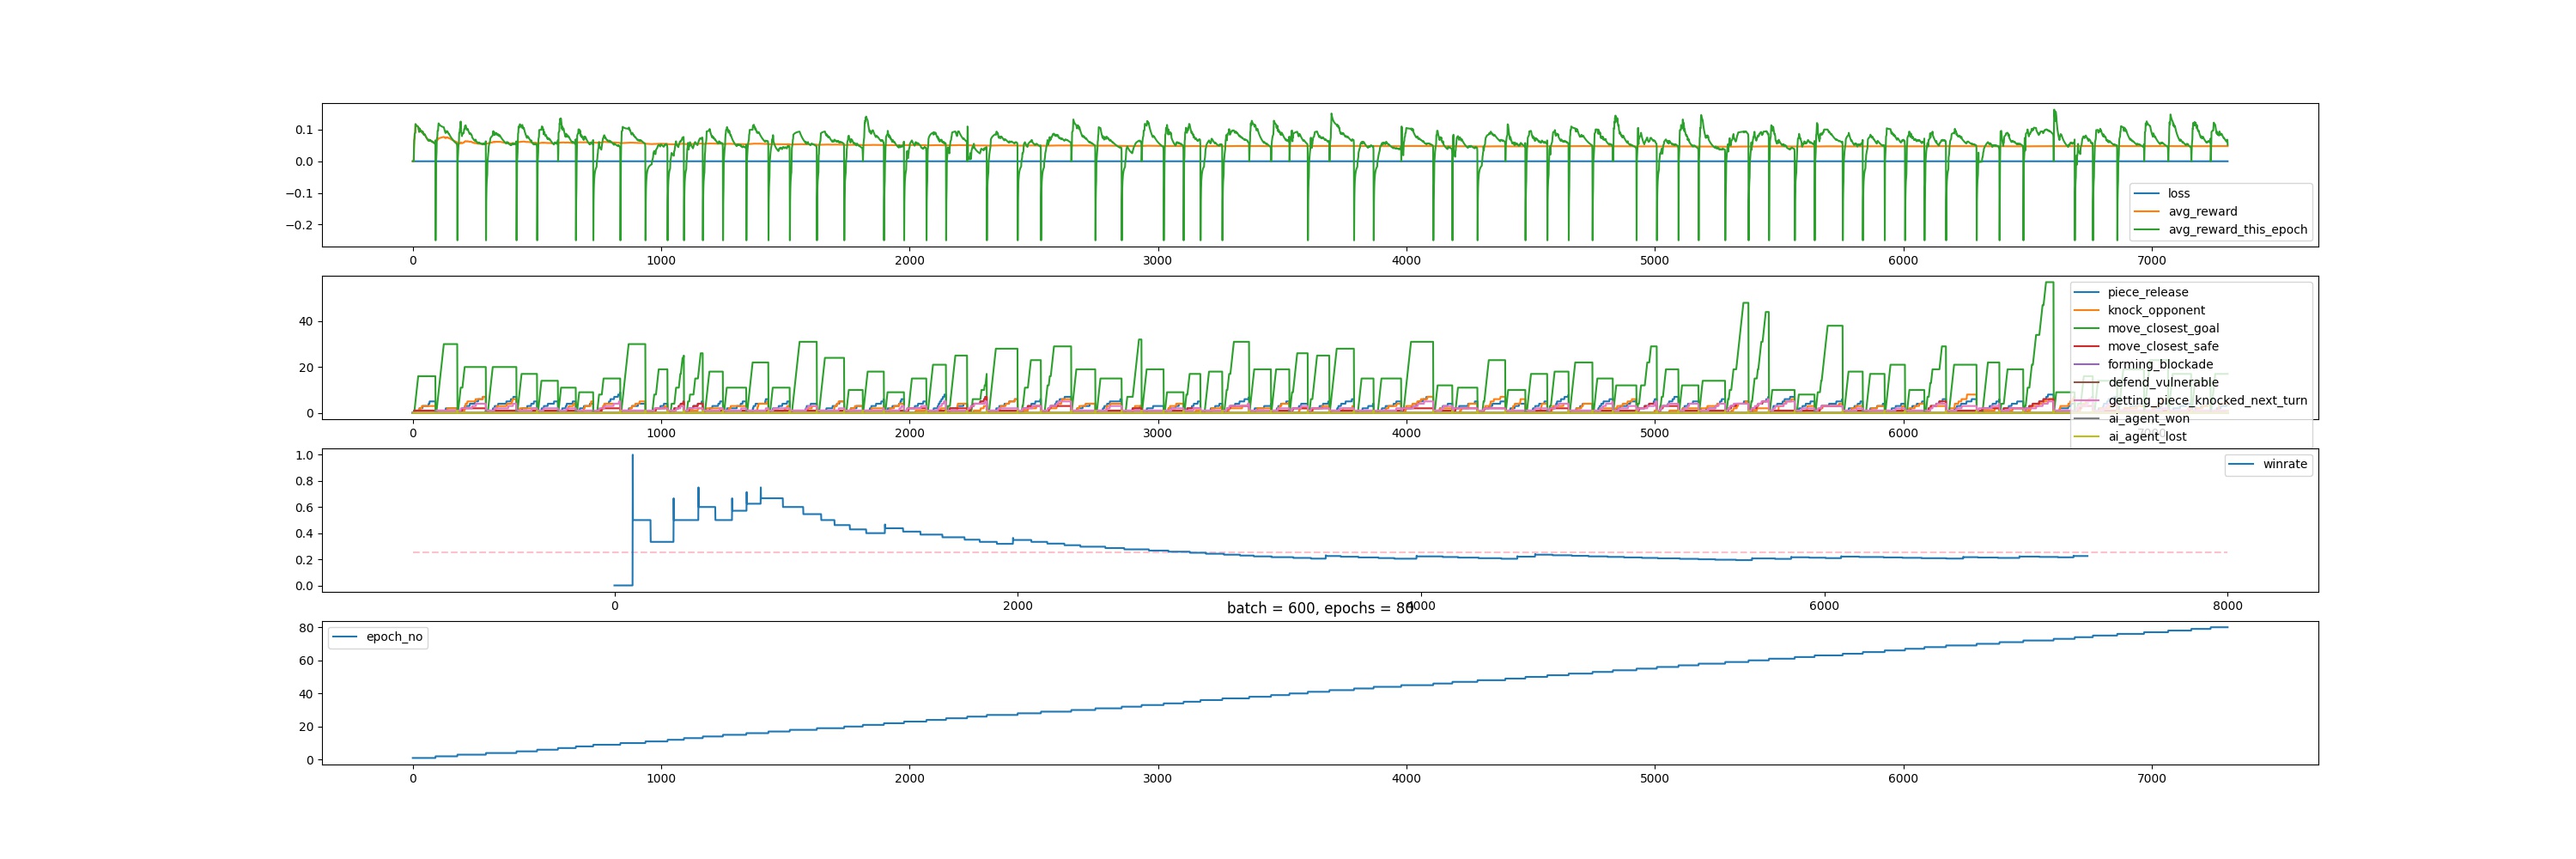 0.1
0.0
−0.1
−0.2
loss
avg_reward
avg_reward_this_epoch
0 1000 2000 3000 4000 5000 6000 7000
40
20
0
piece_release
knock_opponent
move_closest_goal
move_closest_safe
forming_blockade
defend_vulnerable
getting_piece_knocked_next_turn
ai_agent_won
ai_agent_lost
0 1000 2000 3000 4000 5000 6000 7000
1.0
0.8
0.6
0.4
0.2
0.0
winrate
0 2000 4000 6000 8000
batch = 600, epochs = 80
80
60
40
20
0
epoch_no
0 1000 2000 3000 4000 5000 6000 7000